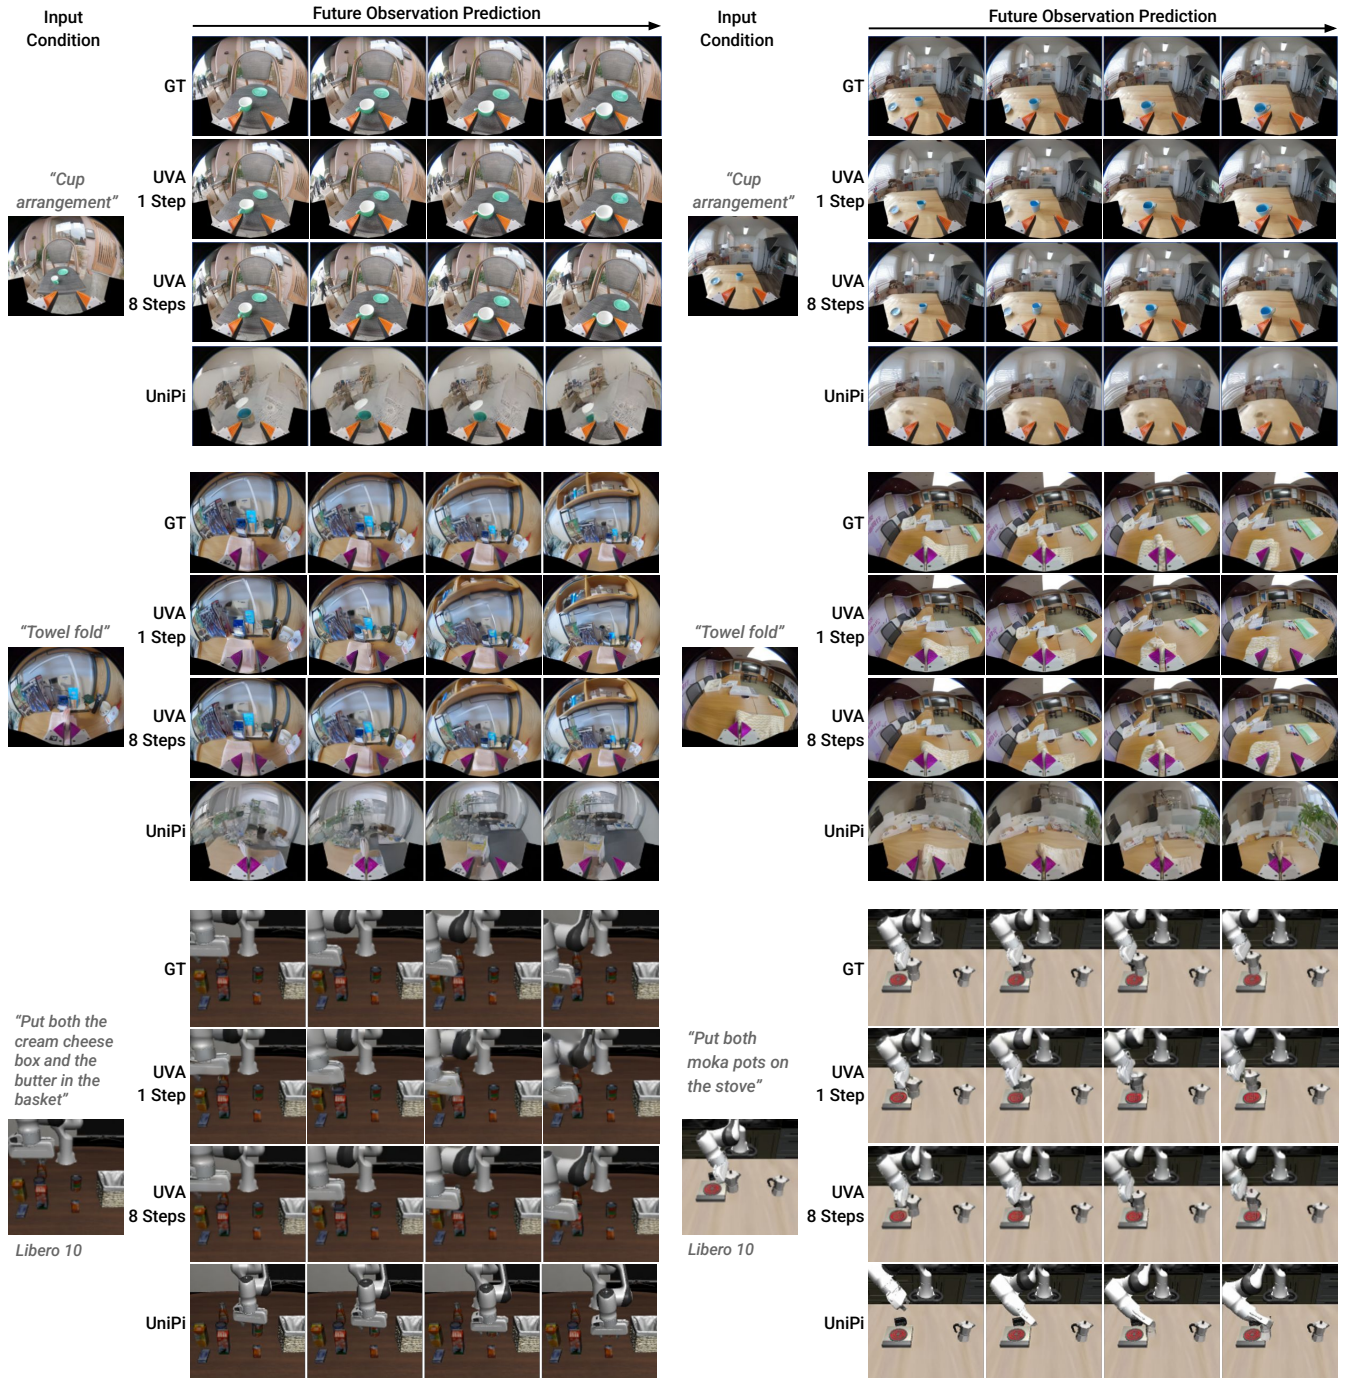 Input
Condition
Future Observation Prediction
GT
UVA
1 Step
"Cup
arrangement"
UVA
8 Steps
UniPi
GT
UVA
1 Step
"Towel fold"
UVA
8 Steps
UniPi
GT
"Put both the
cream cheese
box and the
butter in the
basket"
UVA
1 Step
UVA
8 Steps
Libero 10
UniPi
Input
Condition
Future Observation Prediction
GT
UVA
1 Step
"Cup
arrangement"
UVA
8 Steps
UniPi
GT
UVA
1 Step
"Towel fold"
UVA
8 Steps
UniPi
GT
"Put both
moka pots on
the stove"
UVA
1 Step
UVA
8 Steps
Libero 10
UniPi